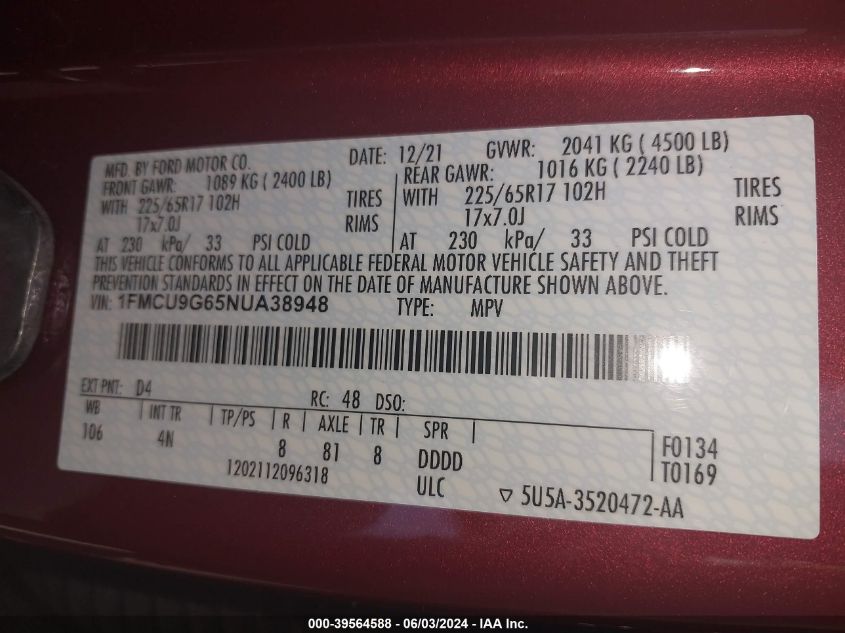 MFD. BY FORD MOTOR CO. DATE: 12/21 GVWR: 2041 KG ( 4500 LB)
FRONT GAWR: 1089 KG ( 2400 LB) REAR GAWR: 1016 KG ( 2240 LB)
WITH 225/65R17 102H TIRES WITH 225/65R17 102H TIRES
17x7.0J RIMS 17x7.0J RIMS
AT 230 kPa/ 33 PSI COLD AT 230 kPa/ 33 PSI COLD
THIS VEHICLE CONFORMS TO ALL APPLICABLE FEDERAL MOTOR VEHICLE SAFETY AND THEFT
PREVENTION STANDARDS IN EFFECT ON THE DATE OF MANUFACTURE SHOWN ABOVE.
VIN: 1FMCU9G65NUA38948 TYPE: MPV
EXT PNT: D4 RC: 48 DSO:
WB INT TR TP/PS R AXLE TR SPR
106 4N 8 81 8 DDDD F0134
1202112096318 ULC T0169
▽ 5U5A-3520472-AA
000-39564588 - 06/03/2024 - IAA Inc.